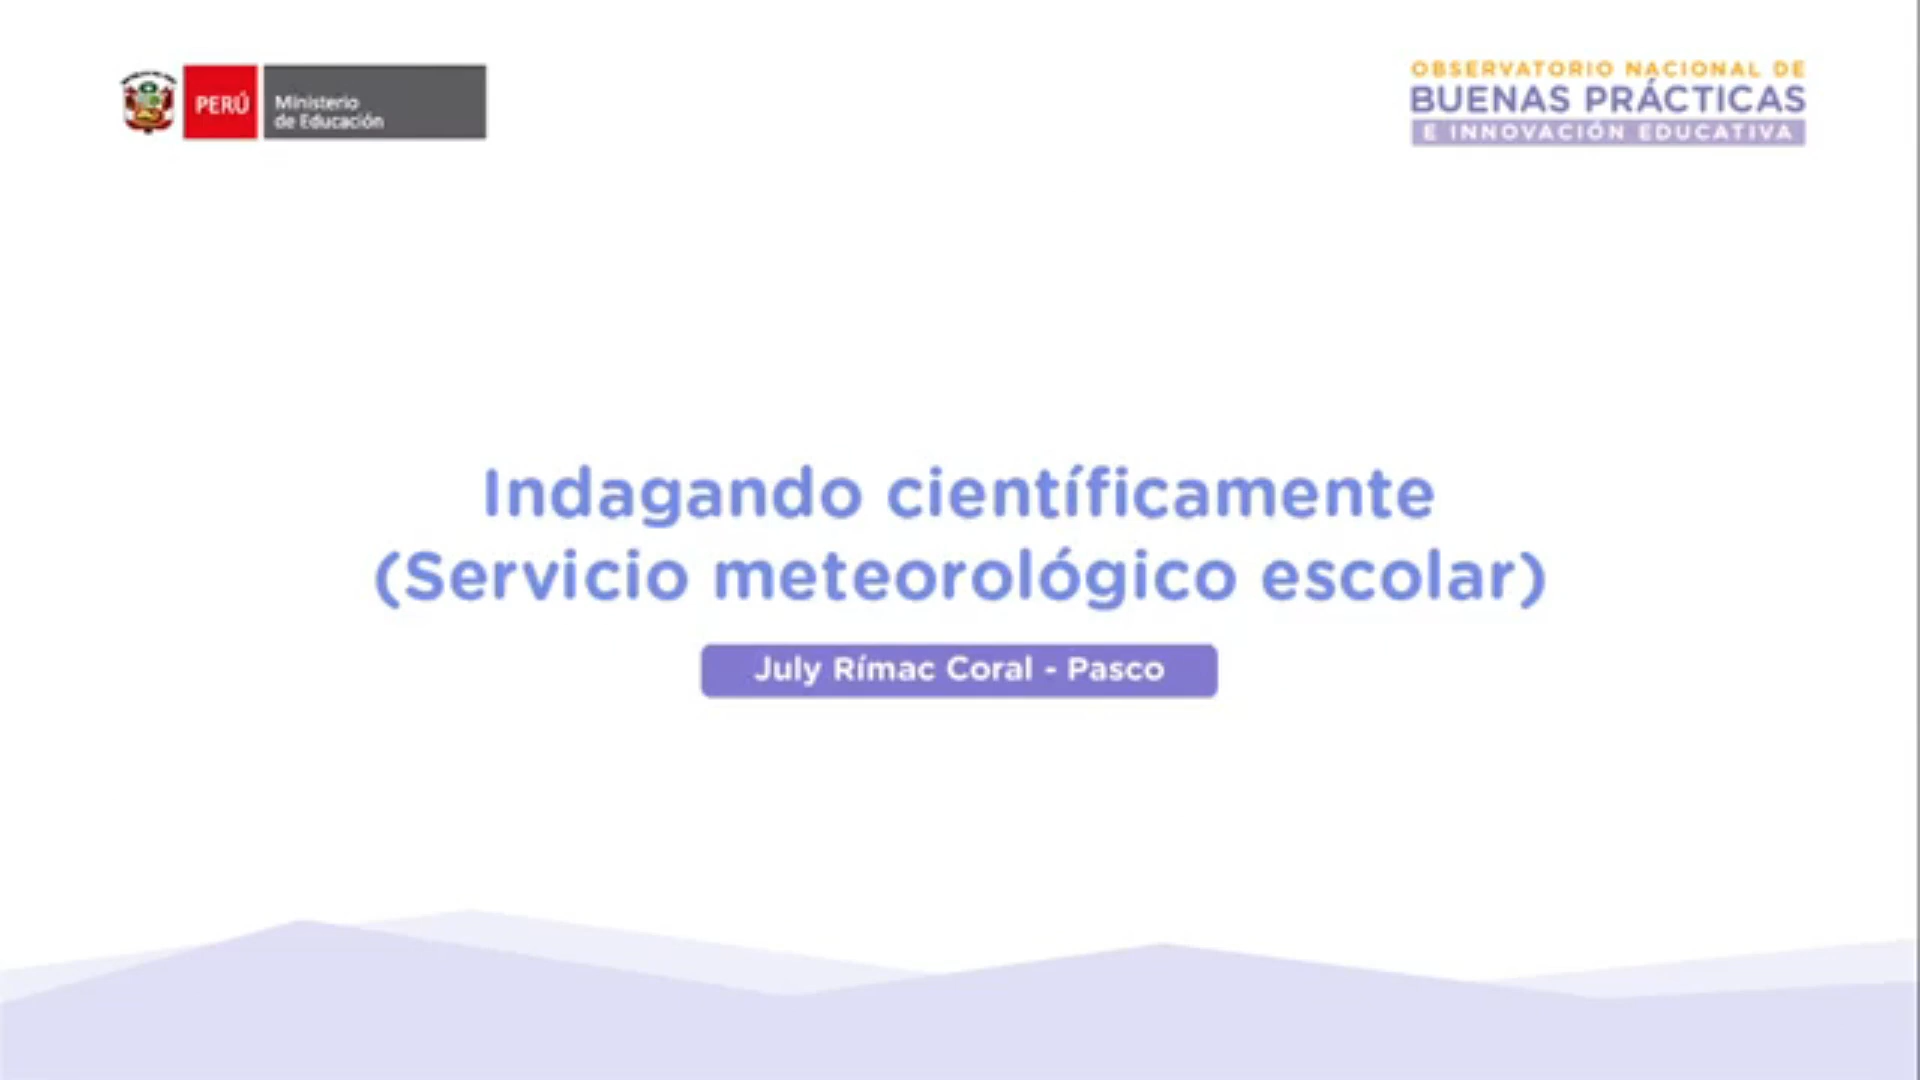 PERÚ
Ministerio
de Educación
OBSERVATORIO NACIONAL DE
BUENAS PRÁCTICAS
E INNOVACIÓN EDUCATIVA
Indagando científicamente
(Servicio meteorológico escolar)
July Rímac Coral - Pasco